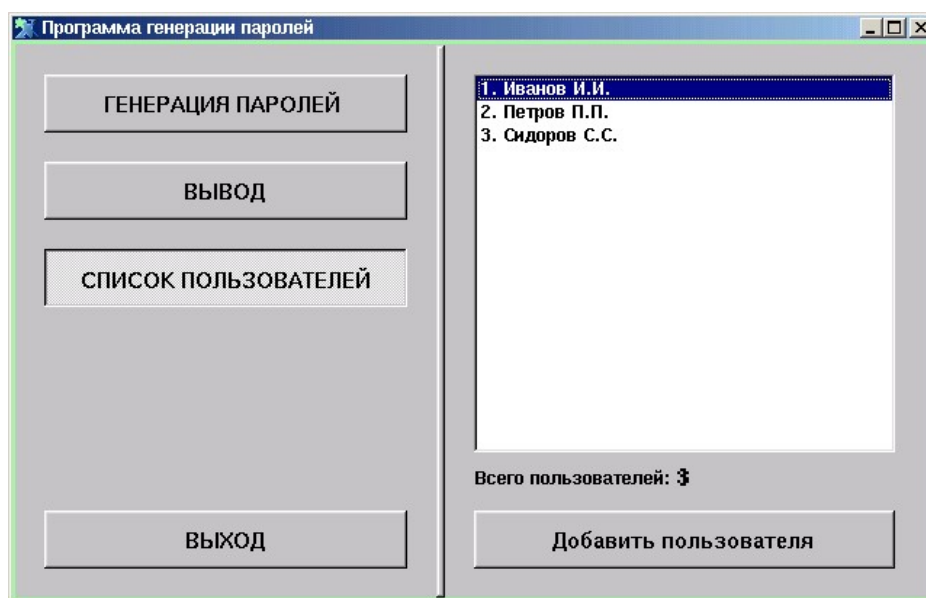 Программа генерации паролей
ГЕНЕРАЦИЯ ПАРОЛЕЙ
ВЫВОД
СПИСОК ПОЛЬЗОВАТЕЛЕЙ
ВЫХОД
1. Иванов И.И.
2. Петров П.П.
3. Сидоров С.С.
Всего пользователей: 3
Добавить пользователя